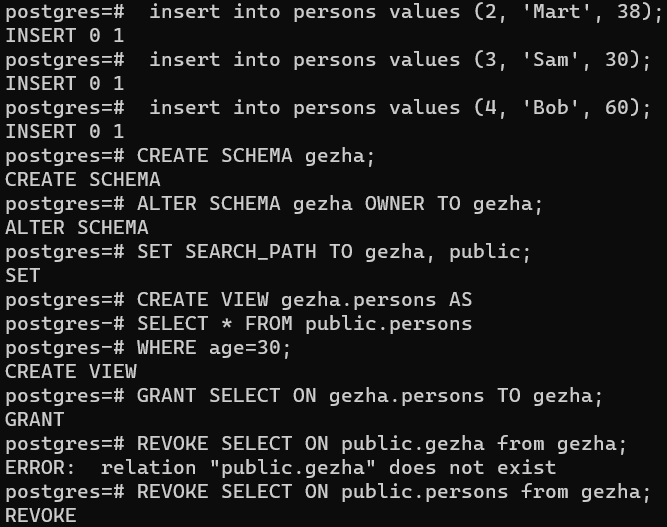 postgres=#  insert into persons values (2, 'Mart', 38);
INSERT 0 1
postgres=#  insert into persons values (3, 'Sam', 30);
INSERT 0 1
postgres=#  insert into persons values (4, 'Bob', 60);
INSERT 0 1
postgres=# CREATE SCHEMA gezha;
CREATE SCHEMA
postgres=# ALTER SCHEMA gezha OWNER TO gezha;
ALTER SCHEMA
postgres=# SET SEARCH_PATH TO gezha, public;
SET
postgres=# CREATE VIEW gezha.persons AS
postgres-# SELECT * FROM public.persons
postgres-# WHERE age=30;
CREATE VIEW
postgres=# GRANT SELECT ON gezha.persons TO gezha;
GRANT
postgres=# REVOKE SELECT ON public.gezha from gezha;
ERROR:  relation "public.gezha" does not exist
postgres=# REVOKE SELECT ON public.persons from gezha;
REVOKE